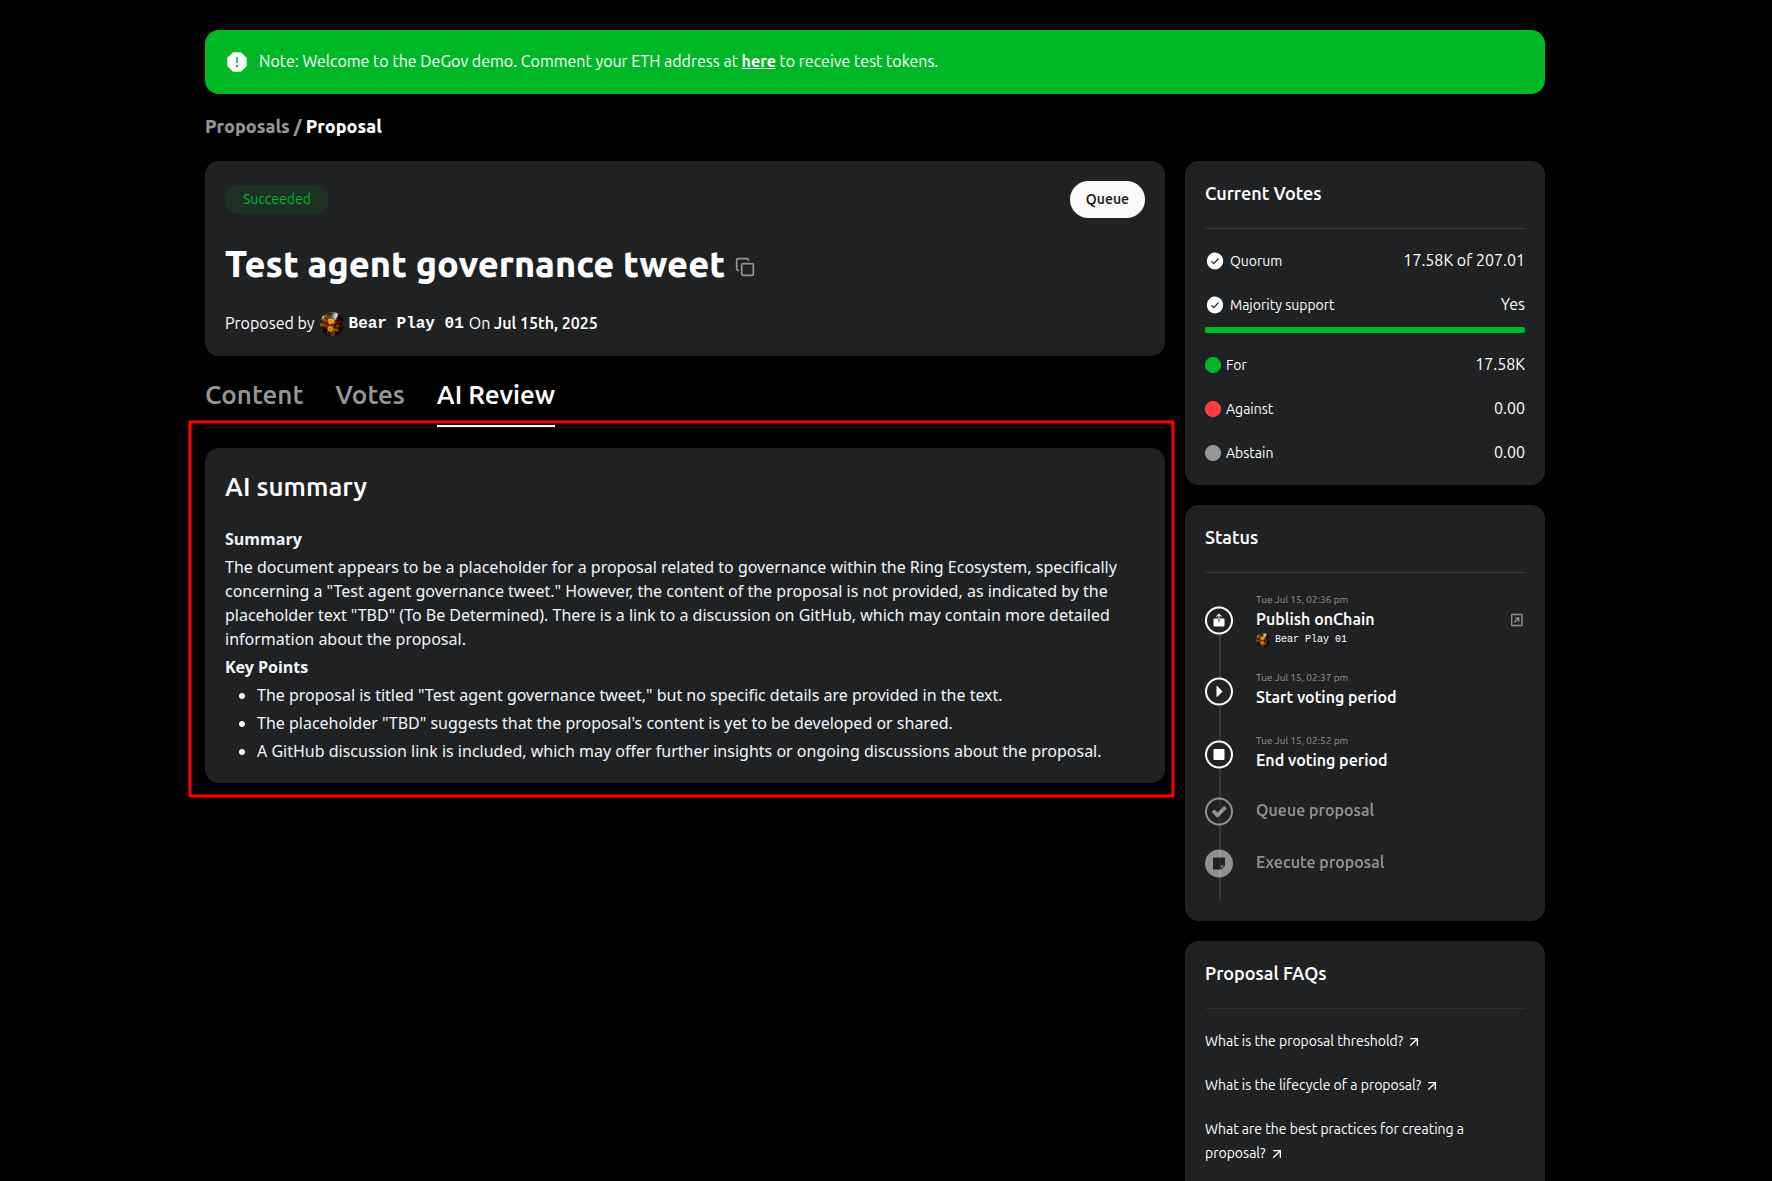 Note: Welcome to the DeGov demo. Comment your ETH address at here to receive test tokens.
Proposals / Proposal
Succeeded
Queue
Test agent governance tweet
Proposed by Bear Play 01 On Jul 15th, 2025
Content Votes AI Review
AI summary
Summary
The document appears to be a placeholder for a proposal related to governance within the Ring Ecosystem, specifically
concerning a "Test agent governance tweet." However, the content of the proposal is not provided, as indicated by the
placeholder text "TBD" (To Be Determined). There is a link to a discussion on GitHub, which may contain more detailed
information about the proposal.
Key Points
• The proposal is titled "Test agent governance tweet," but no specific details are provided in the text.
• The placeholder "TBD" suggests that the proposal's content is yet to be developed or shared.
• A GitHub discussion link is included, which may offer further insights or ongoing discussions about the proposal.
Current Votes
Quorum 17.58K of 207.01
Majority support Yes
For 17.58K
Against 0.00
Abstain 0.00
Status
Tue Jul 15, 02:36 pm
Publish onChain
Bear Play 01
Tue Jul 15, 02:37 pm
Start voting period
Tue Jul 15, 02:52 pm
End voting period
Queue proposal
Execute proposal
Proposal FAQs
What is the proposal threshold?
What is the lifecycle of a proposal?
What are the best practices for creating a
proposal?